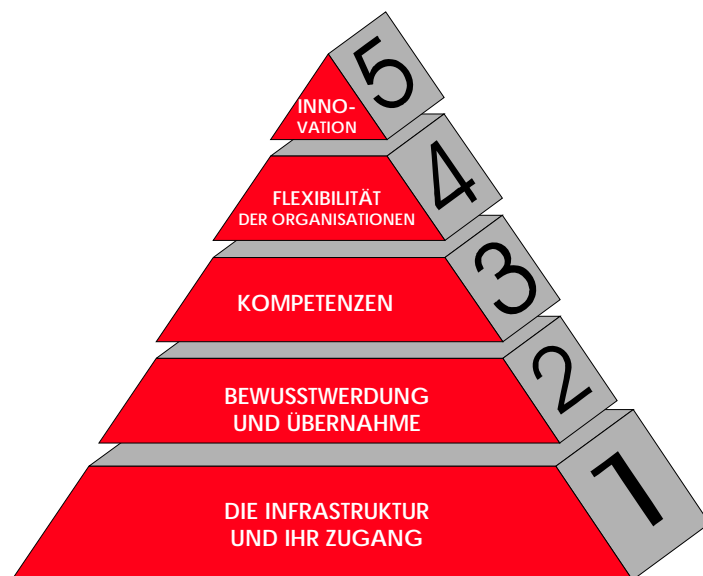 5
INNO-
VATION
4
FLEXIBILITÄT
DER ORGANISATIONEN
3
KOMPETENZEN
2
BEWUSSTWERDUNG
UND ÜBERNAHME
1
DIE INFRASTRUKTUR
UND IHR ZUGANG